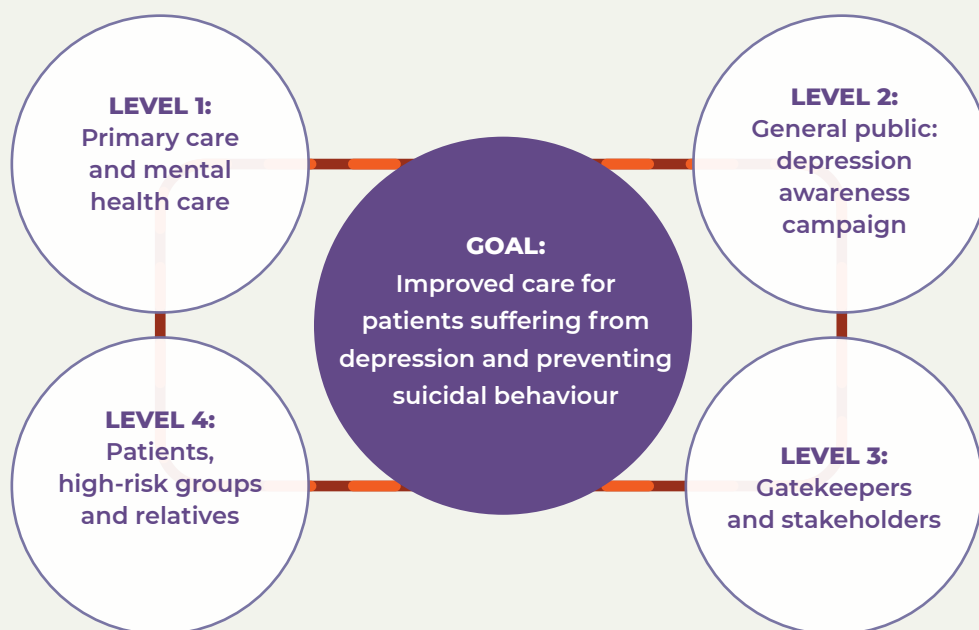 LEVEL 1:
Primary care
and mental
health care
LEVEL 2:
General public:
depression
awareness
campaign
GOAL:
Improved care for
patients suffering from
depression and preventing
suicidal behaviour
LEVEL 4:
Patients,
high-risk groups
and relatives
LEVEL 3:
Gatekeepers
and stakeholders